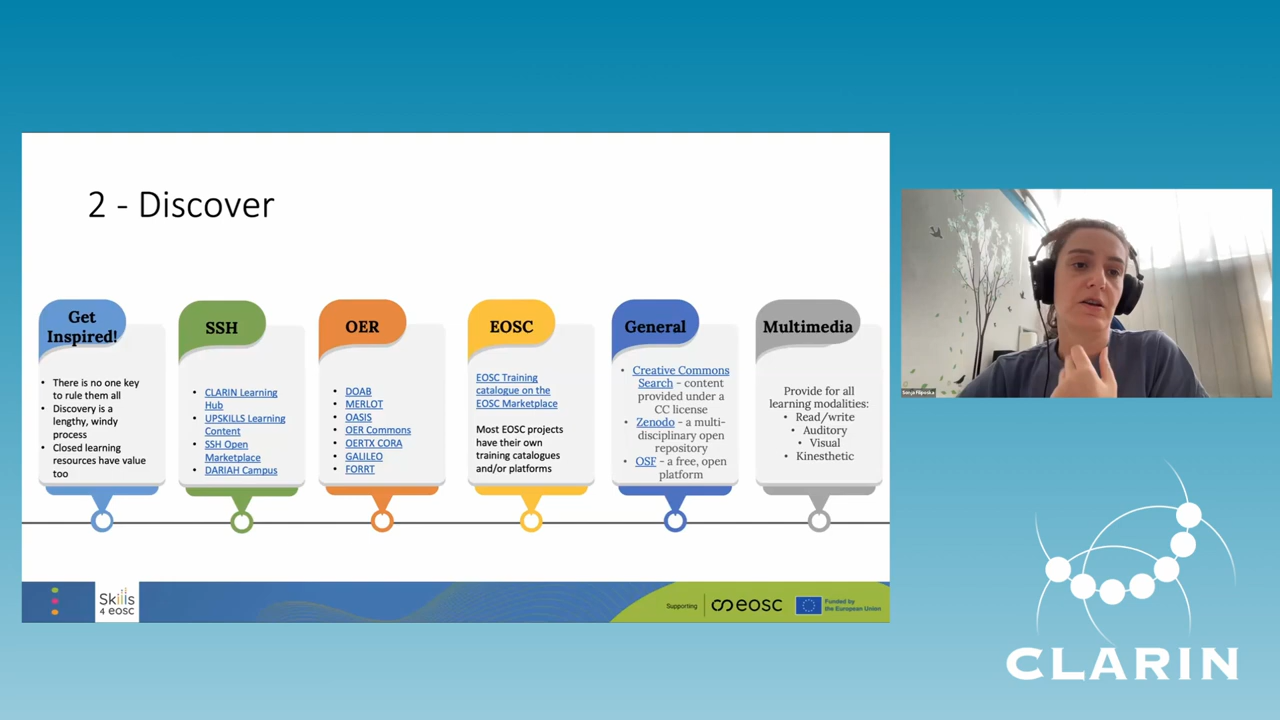 2 - Discover
Get
Inspired!
• There is no one key
to rule them all
• Discovery is a
lengthy, windy
process
• Closed learning
resources have value
too
SSH
• CLARIN Learning
Hub
• UPSKILLS Learning
Content
• SSH Open
Marketplace
• DARIAH Campus
OER
• DOAB
• MERLOT
• OASIS
• OER Commons
• OERTX CORA
• GALILEO
• FORRT
EOSC
EOSC Training
catalogue on the
EOSC Marketplace
Most EOSC projects
have their own
training catalogues
and/or platforms
General
• Creative Commons
Search - content
provided under a
CC license
• Zenodo - a multi-
disciplinary open
repository
• OSF - a free, open
platform
Multimedia
Provide for all
learning modalities:
• Read/write
• Auditory
• Visual
• Kinesthetic
Skills
4 eosc
Supporting
eosc
Funded by
the European Union
CLARIN